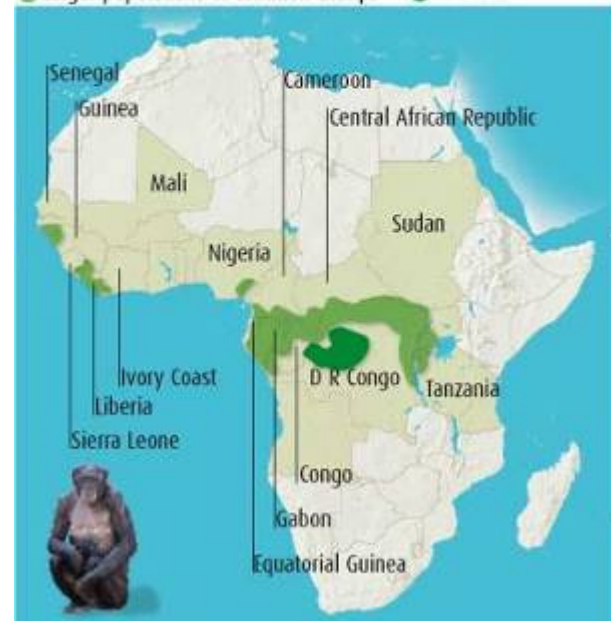 Senegal
Cameroon
Guinea
Central African Republic
Mali
Sudan
Nigeria
Ivory Coast
D R Congo
Tanzania
Liberia
Sierra Leone
Congo
Gabon
Equatorial Guinea